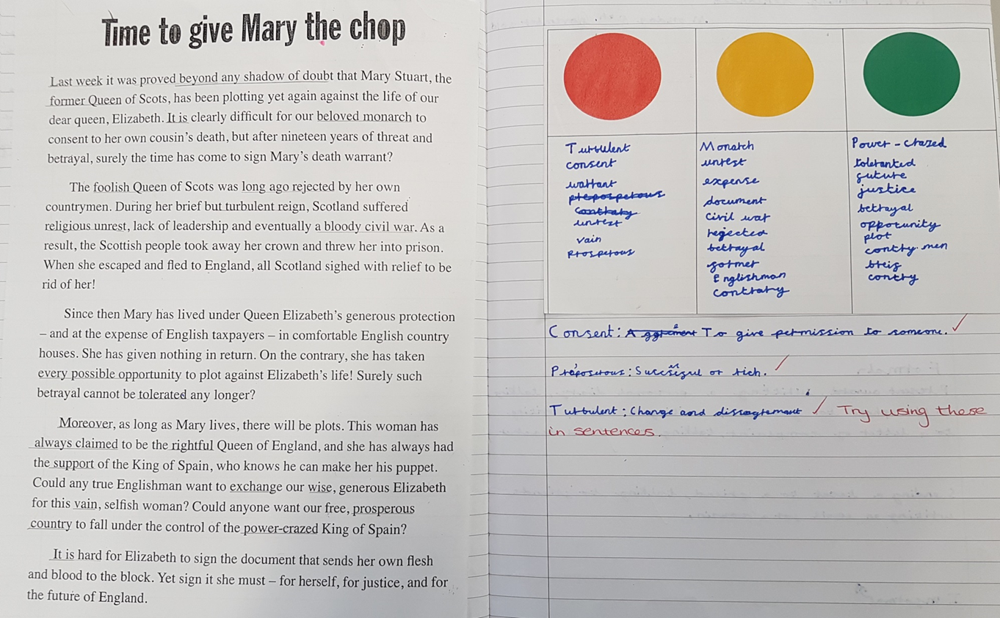 Time to give Mary the chop
Last week it was proved beyond any shadow of doubt that Mary Stuart, the
former Queen of Scots, has been plotting yet again against the life of our
dear queen, Elizabeth. It is clearly difficult for our beloved monarch to
consent to her own cousin's death, but after nineteen years of threat and
betrayal, surely the time has come to sign Mary's death warrant?
The foolish Queen of Scots was long ago rejected by her own
countrymen. During her brief but turbulent reign, Scotland suffered
religious unrest, lack of leadership and eventually a bloody civil war. As a
result, the Scottish people took away her crown and threw her into prison.
When she escaped and fled to England, all Scotland sighed with relief to be
rid of her!
Since then Mary has lived under Queen Elizabeth's generous protection
– and at the expense of English taxpayers – in comfortable English country
houses. She has given nothing in return. On the contrary, she has taken
every possible opportunity to plot against Elizabeth's life! Surely such
betrayal cannot be tolerated any longer?
Moreover, as long as Mary lives, there will be plots. This woman has
always claimed to be the rightful Queen of England, and she has always had
the support of the King of Spain, who knows he can make her his puppet.
Could any true Englishman want to exchange our wise, generous Elizabeth
for this vain, selfish woman? Could anyone want our free, prosperous
country to fall under the control of the power-crazed King of Spain?
It is hard for Elizabeth to sign the document that sends her own flesh
and blood to the block. Yet sign it she must – for herself, for justice, and for
the future of England.
Turbulent
consent
warrant
preposperous
Contraty
unrest
vain
Prosperous
Monarch
unrest
expense
document
civil war
rejected
betrayal
former
Englishman
contrary
Power-crazed
toleranted
future
justice
betrayal
oppotunity
plot
contry men
breif
contry
Consent: A To give permission to someone.
Preposerous: Succesful or rich.
Turbulent: Change and disagrement Try using these
in sentences.